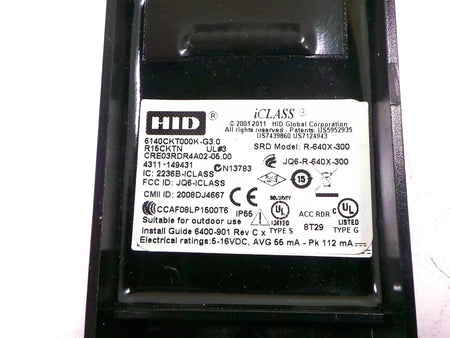 HID ®
iCLASS
© 2001-2011 HID Global Corporation
All rights reserved - Patents: US5952935
US7439860 US7124943
6140CKT000K-G3.0
R15CKTN UL#3
CRE03RDR4A02-05.00
4311-149431
SRD Model: R-640X-300
JQ6-R-640X-300
IC: 2236B-ICLASS
N13783
FCC ID: JQ6-ICLASS
15
CMII ID: 2008DJ4667
CCAF08LP1500T6 IP55
Suitable for outdoor use
TYPE S
ACC RDR
8T29
C UL US
LISTED
TYPE G
Install Guide 6400-901 Rev C.x
Electrical ratings:5-16VDC, AVG 55 mA - Pk 112 mA